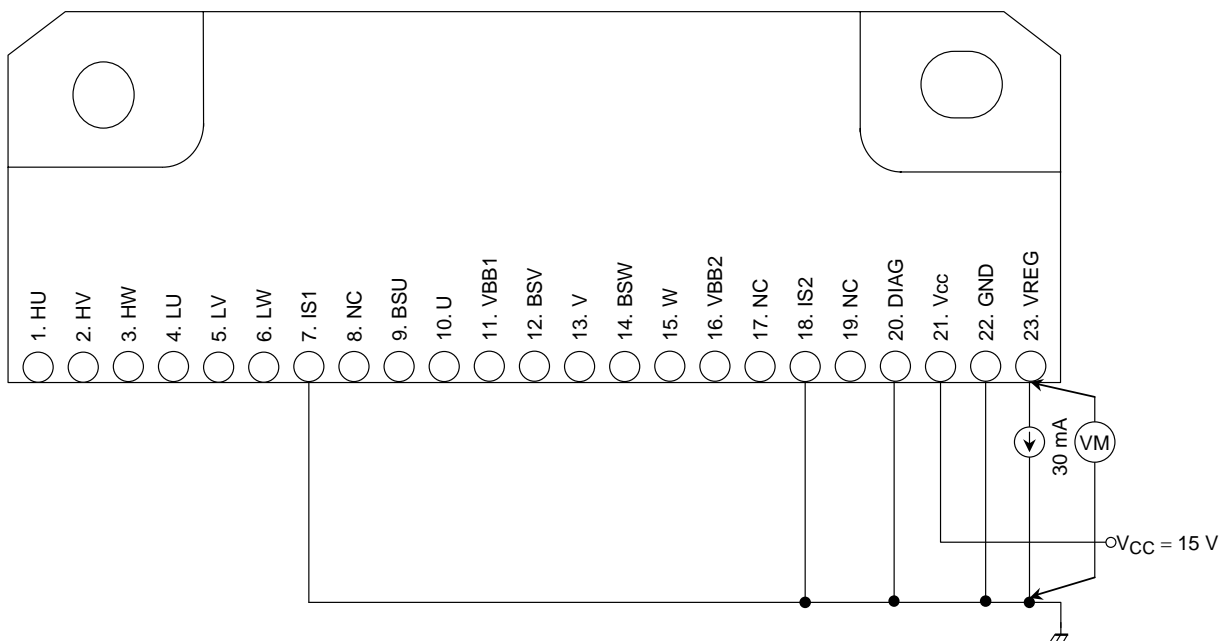 1. HU
2. HV
3. HW
4. LU
5. LV
6. LW
7. IS1
8. NC
9. BSU
10. U
11. VBB1
12. BSV
13. V
14. BSW
15. W
16. VBB2
17. NC
18. IS2
19. NC
20. DIAG
21. Vcc
22. GND
23. VREG
30 mA
VM
VCC = 15 V